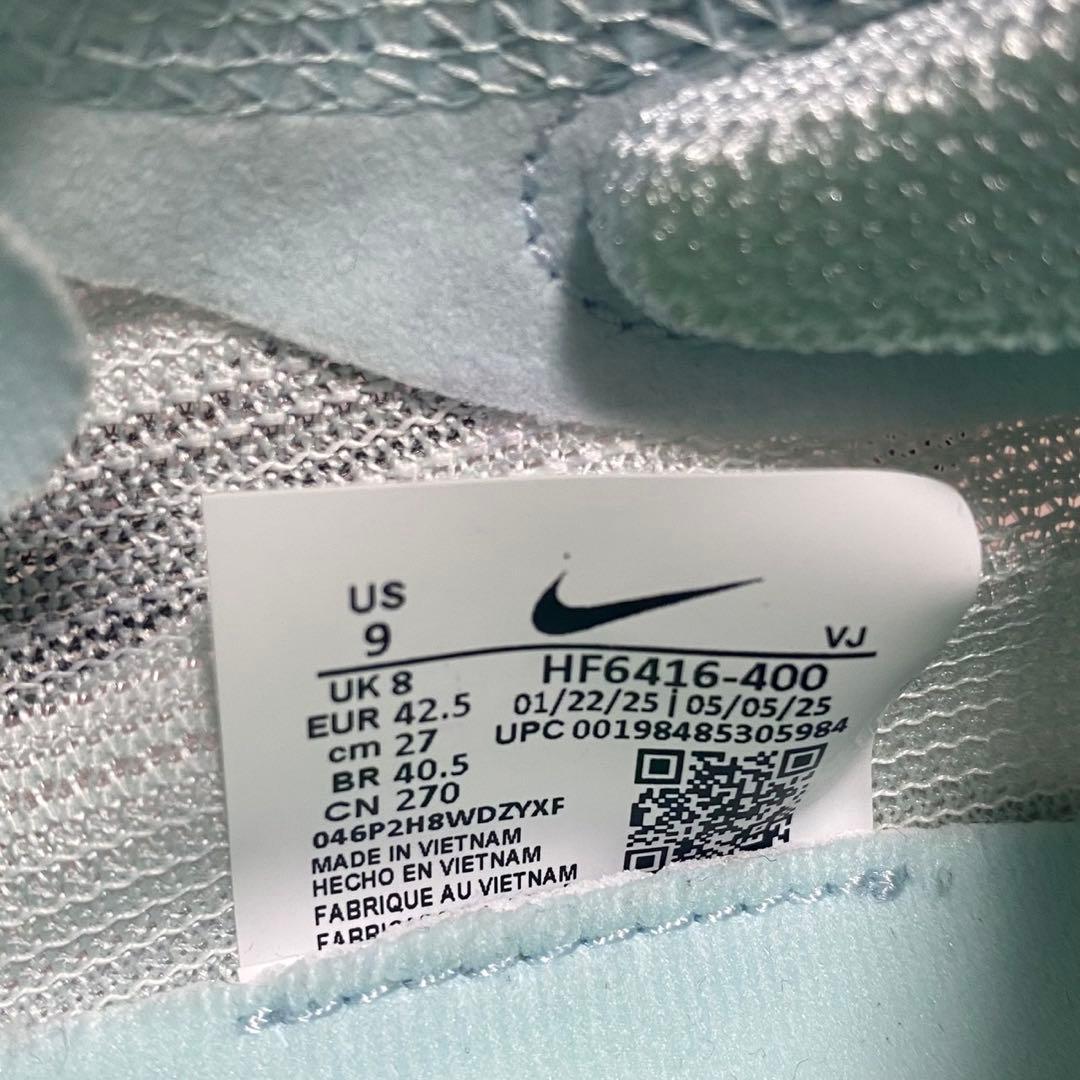 US
9
VJ
UK 8
EUR 42.5
cm 27
BR 40.5
CN 270
046P2H8WDZYXF
MADE IN VIETNAM
HECHO EN VIETNAM
FABRIQUE AU VIETNAM
HF6416-400
01/22/25 | 05/05/25
UPC 00198485305984